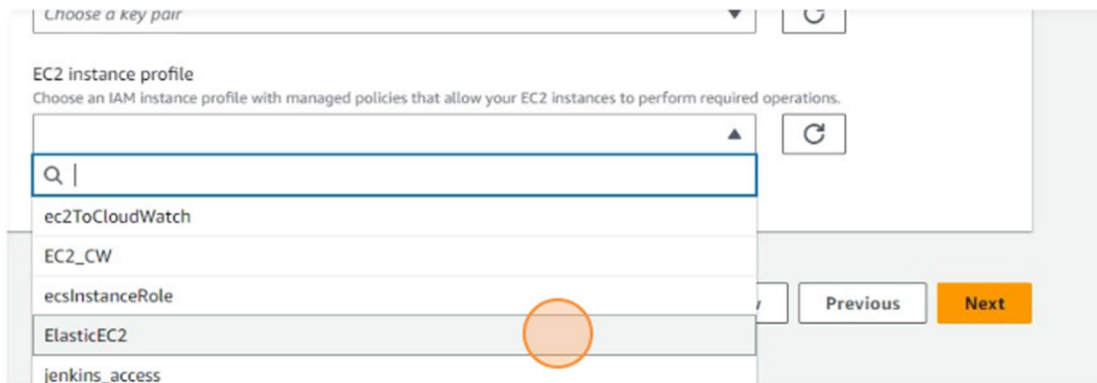 Choose a key pair
EC2 instance profile
Choose an IAM instance profile with managed policies that allow your EC2 instances to perform required operations.
ec2ToCloudWatch
EC2_CW
ecsInstanceRole
ElasticEC2
Previous Next
jenkins_access